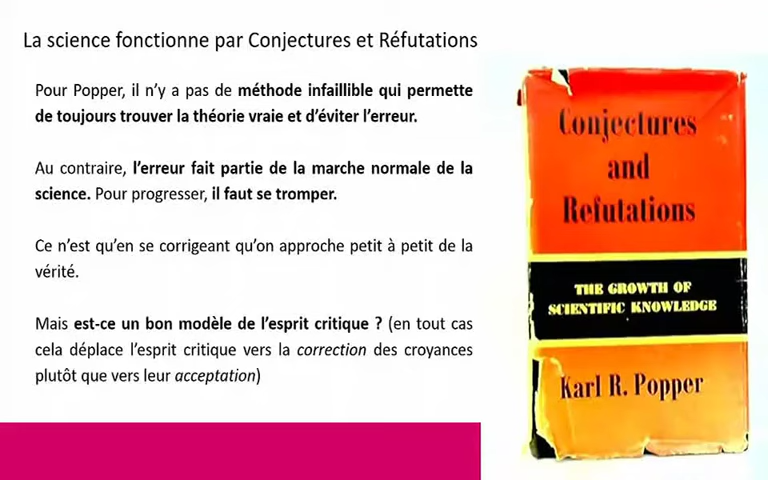 La science fonctionne par Conjectures et Réfutations
Pour Popper, il n'y a pas de méthode infaillible qui permette
de toujours trouver la théorie vraie et d'éviter l'erreur.
Au contraire, l'erreur fait partie de la marche normale de la
science. Pour progresser, il faut se tromper.
Ce n'est qu'en se corrigeant qu'on approche petit à petit de la
vérité.
Mais est-ce un bon modèle de l'esprit critique ? (en tout cas
cela déplace l'esprit critique vers la correction des croyances
plutôt que vers leur acceptation)
Conjectures
and
Refutations
THE GROWTH OF
SCIENTIFIC KNOWLEDGE
Karl R. Popper